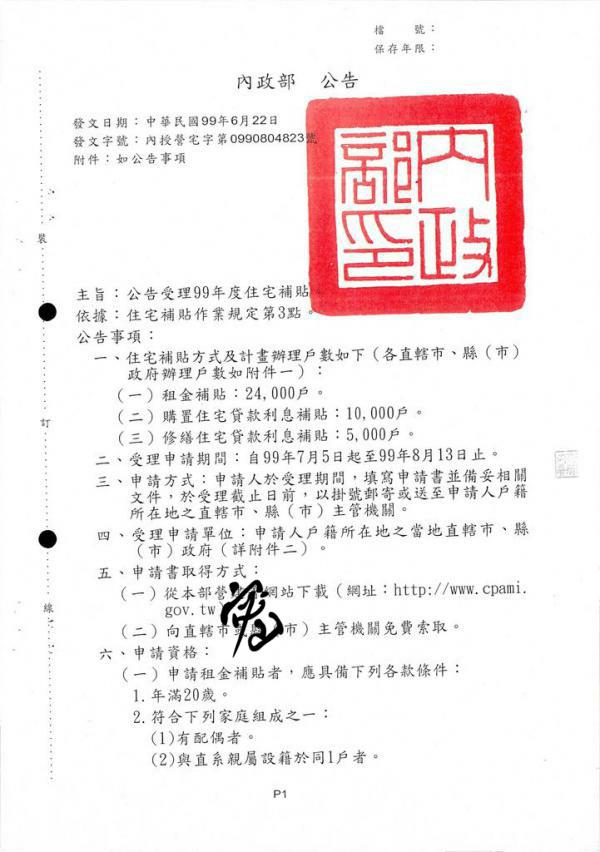 檔　　號：
保存年限：
內政部　公告
發文日期：中華民國99年6月22日
發文字號：內授營宅字第0990804823號
附件：如公告事項
內政部印
主旨：公告受理99年度住宅補貼
依據：住宅補貼作業規定第3點。
公告事項：
一、住宅補貼方式及計畫辦理戶數如下（各直轄市、縣（市）
政府辦理戶數如附件一）：
（一）租金補貼：24,000戶。
（二）購置住宅貸款利息補貼：10,000戶。
（三）修繕住宅貸款利息補貼：5,000戶。
二、受理申請期間：自99年7月5日起至99年8月13日止。
三、申請方式：申請人於受理期間，填寫申請書並備妥相關
文件，於受理截止日前，以掛號郵寄或送至申請人戶籍
所在地之直轄市、縣（市）主管機關。
四、受理申請單位：申請人戶籍所在地之當地直轄市、縣
（市）政府（詳附件二）。
五、申請書取得方式：
（一）從本部營建署網站下載（網址：http://www.cpami.
gov.tw
（二）向直轄市或縣（市）主管機關免費索取。
六、申請資格：
（一）申請租金補貼者，應具備下列各款條件：
1.年滿20歲。
2.符合下列家庭組成之一：
(1)有配偶者。
(2)與直系親屬設籍於同1戶者。
裝
訂
線
P1